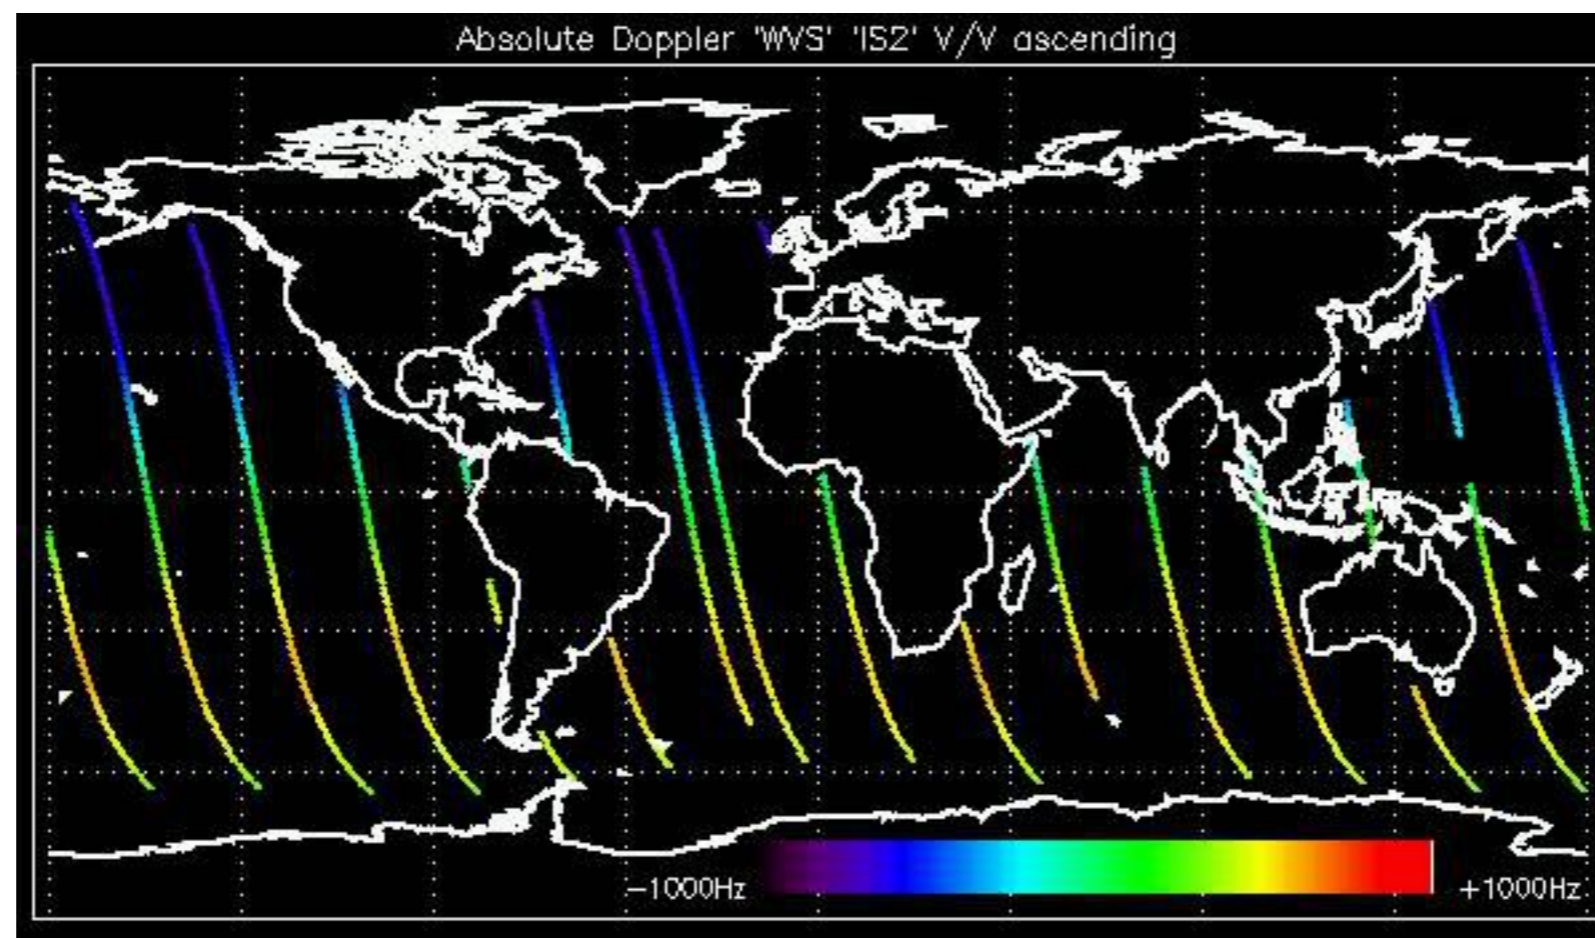 Absolute Doppler 'WVS' 'IS2' V/V ascending
-1000Hz +1000Hz